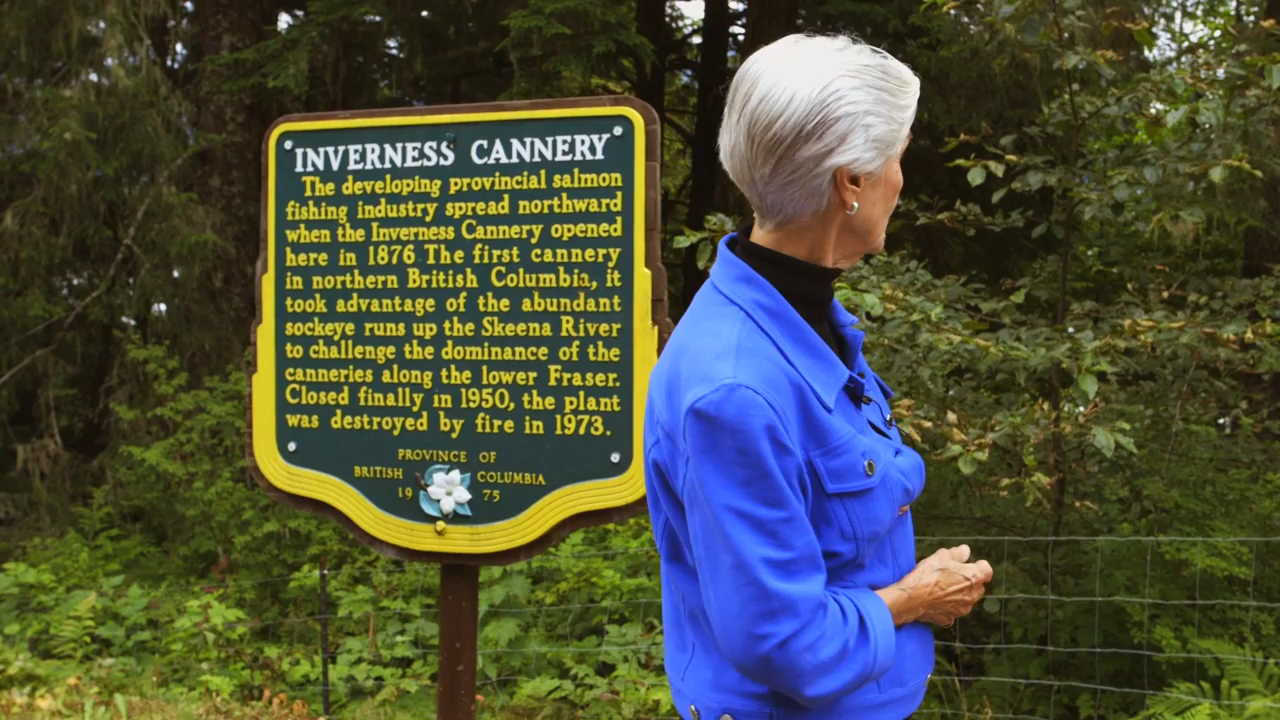 INVERNESS CANNERY
The developing provincial salmon
fishing industry spread northward
when the Inverness Cannery opened
here in 1876 The first cannery
in northern British Columbia, it
took advantage of the abundant
sockeye runs up the Skeena River
to challenge the dominance of the
canneries along the lower Fraser.
Closed finally in 1950, the plant
was destroyed by fire in 1973.
PROVINCE OF
BRITISH COLUMBIA
19 75